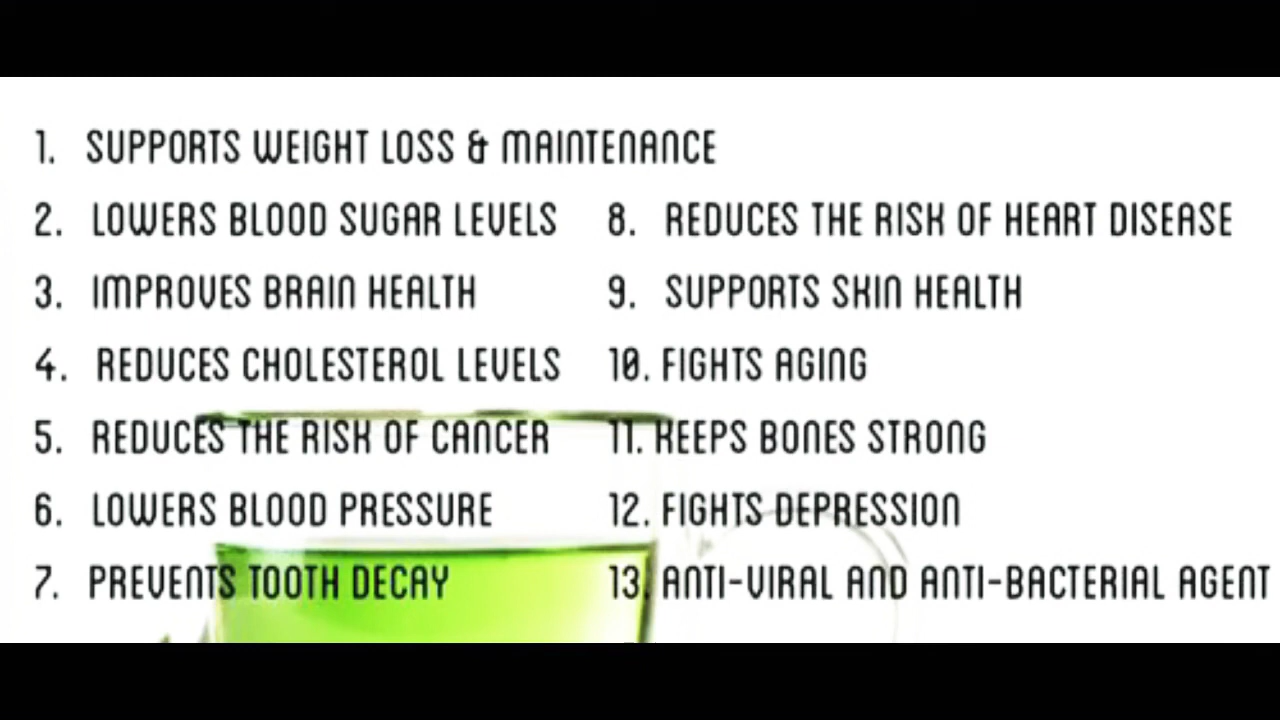 1. SUPPORTS WEIGHT LOSS & MAINTENANCE
2. LOWERS BLOOD SUGAR LEVELS
3. IMPROVES BRAIN HEALTH
4. REDUCES CHOLESTEROL LEVELS
5. REDUCES THE RISK OF CANCER
6. LOWERS BLOOD PRESSURE
7. PREVENTS TOOTH DECAY
8. REDUCES THE RISK OF HEART DISEASE
9. SUPPORTS SKIN HEALTH
10. FIGHTS AGING
11. KEEPS BONES STRONG
12. FIGHTS DEPRESSION
13. ANTI-VIRAL AND ANTI-BACTERIAL AGENT